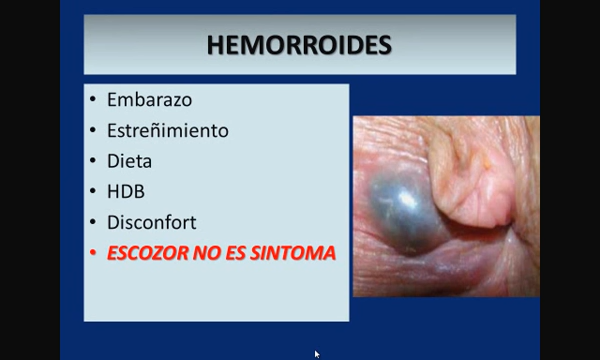 HEMORROIDES
• Embarazo
• Estreñimiento
• Dieta
• HDB
• Disconfort
• ESCOZOR NO ES SINTOMA